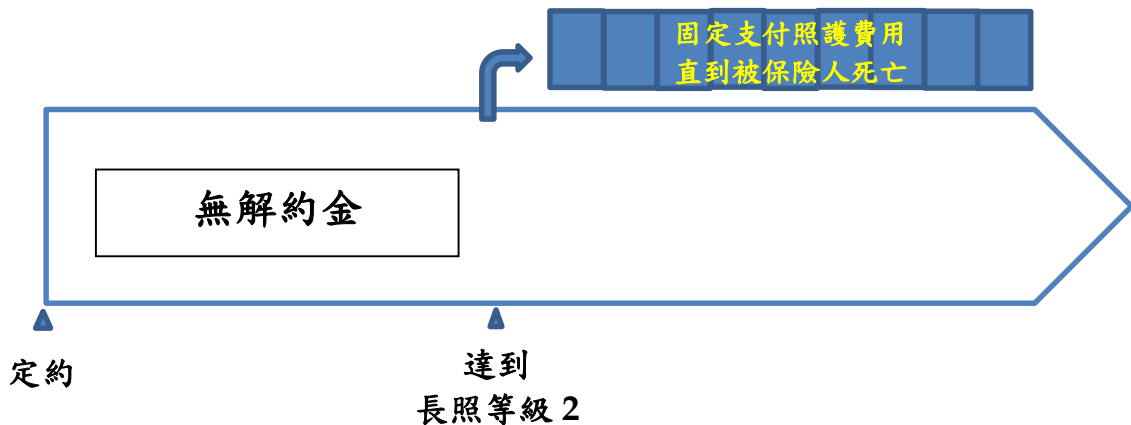 固定支付照護費用
直到被保險人死亡
無解約金
定約
達到
長照等級 2